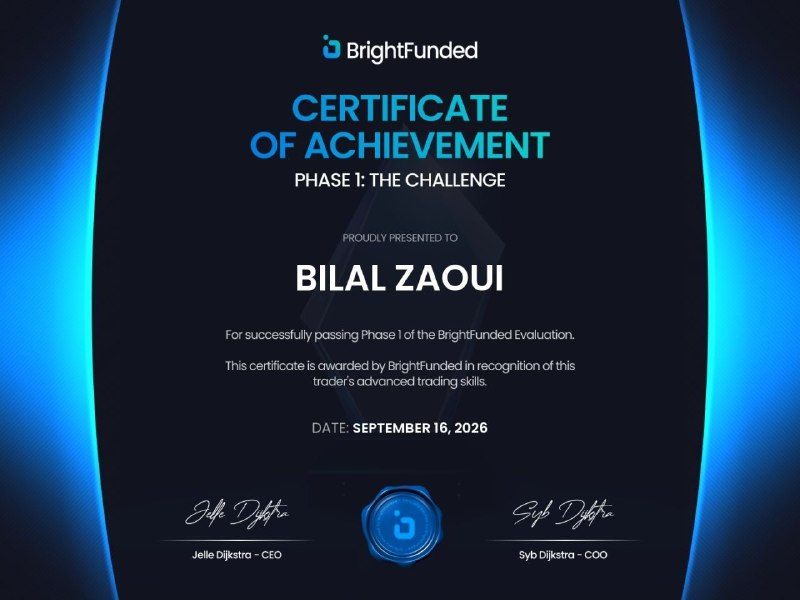 BrightFunded
CERTIFICATE
OF ACHIEVEMENT
PHASE 1: THE CHALLENGE
PROUDLY PRESENTED TO
BILAL ZAOUI
For successfully passing Phase 1 of the BrightFunded Evaluation.
This certificate is awarded by BrightFunded in recognition of this
trader's advanced trading skills.
DATE: SEPTEMBER 16, 2026
Jelle Dijkstra
Syb Dijkstra
Jelle Dijkstra - CEO
Syb Dijkstra - COO